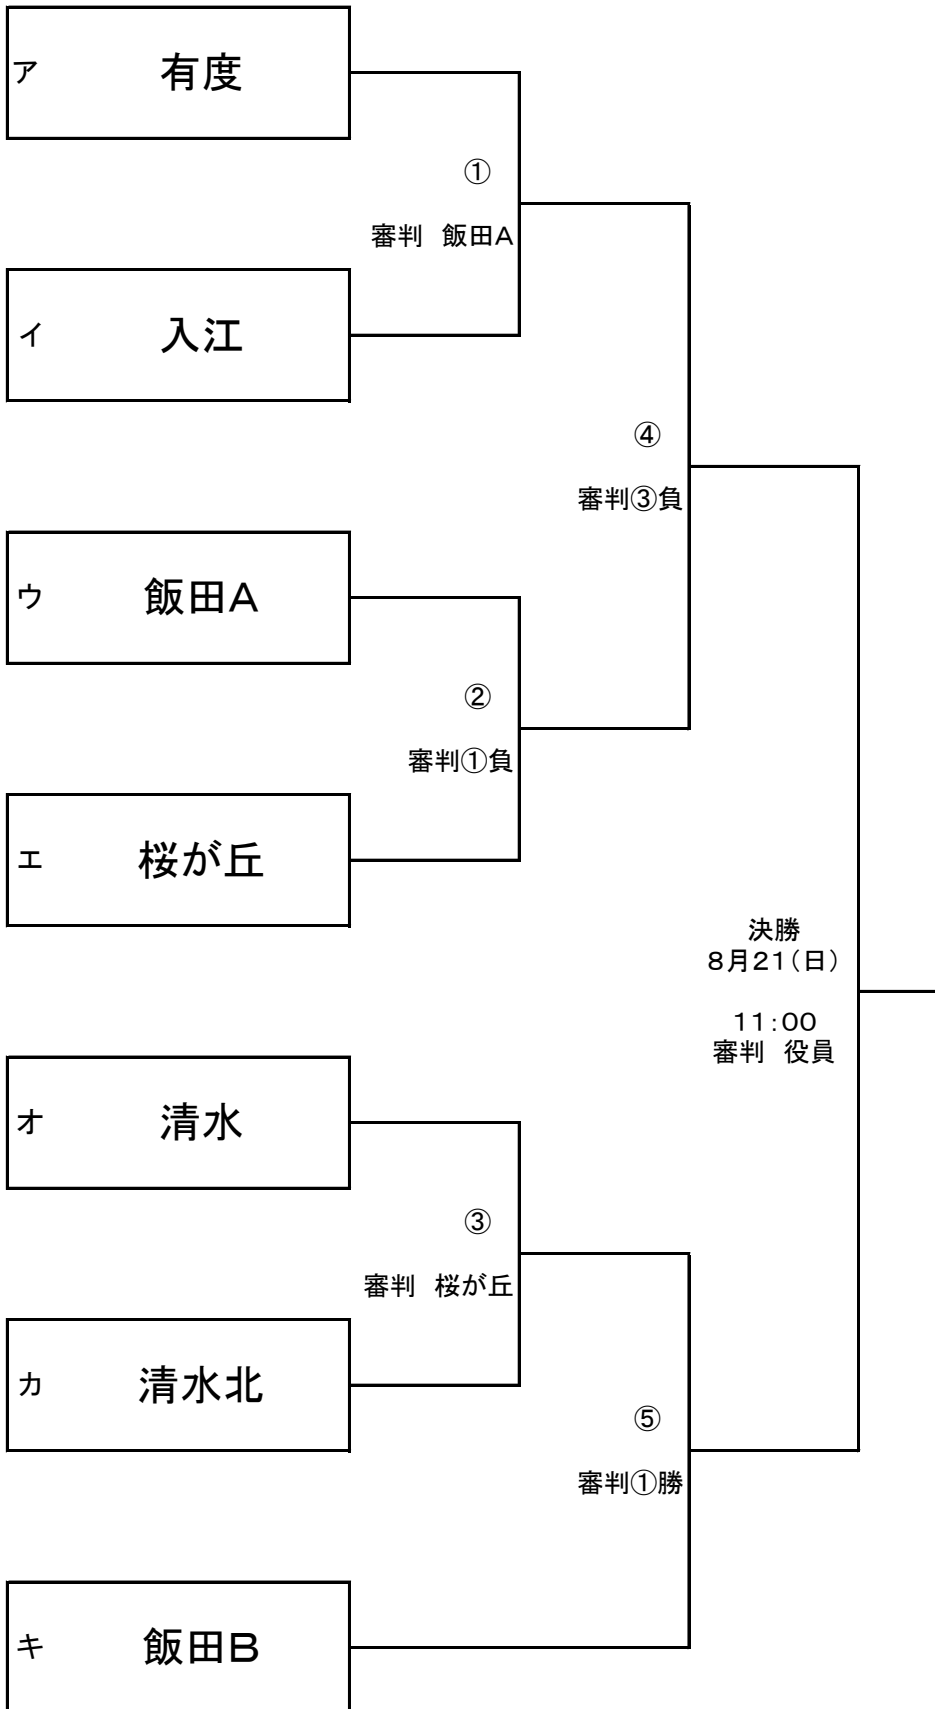 ア 有度
①
審判 飯田A
イ 入江
④
審判③負
ウ 飯田A
②
審判①負
エ 桜が丘
決勝
8月21(日)
11:00
審判 役員
オ 清水
③
審判 桜が丘
カ 清水北
⑤
審判①勝
キ 飯田B